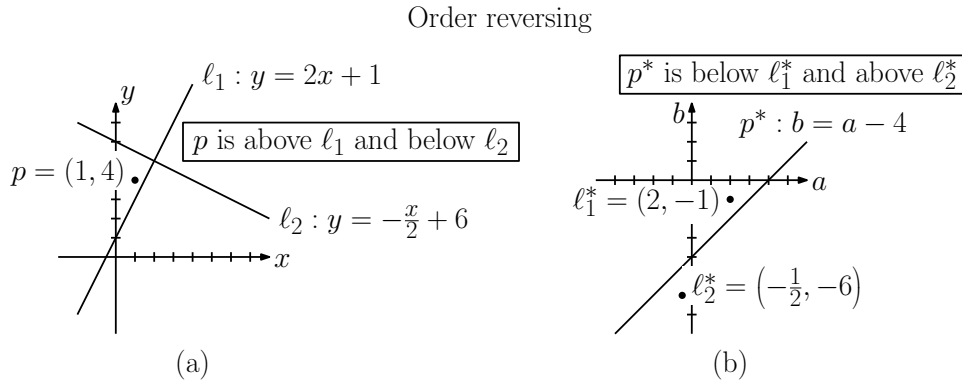 Order reversing
ℓ₁ : y = 2x + 1
y
p is above ℓ₁ and below ℓ₂
p = (1, 4)
ℓ₂ : y = −x/2 + 6
x
(a)
p* is below ℓ₁* and above ℓ₂*
b
p* : b = a − 4
a
ℓ₁* = (2, −1)
ℓ₂* = (−1/2, −6)
(b)